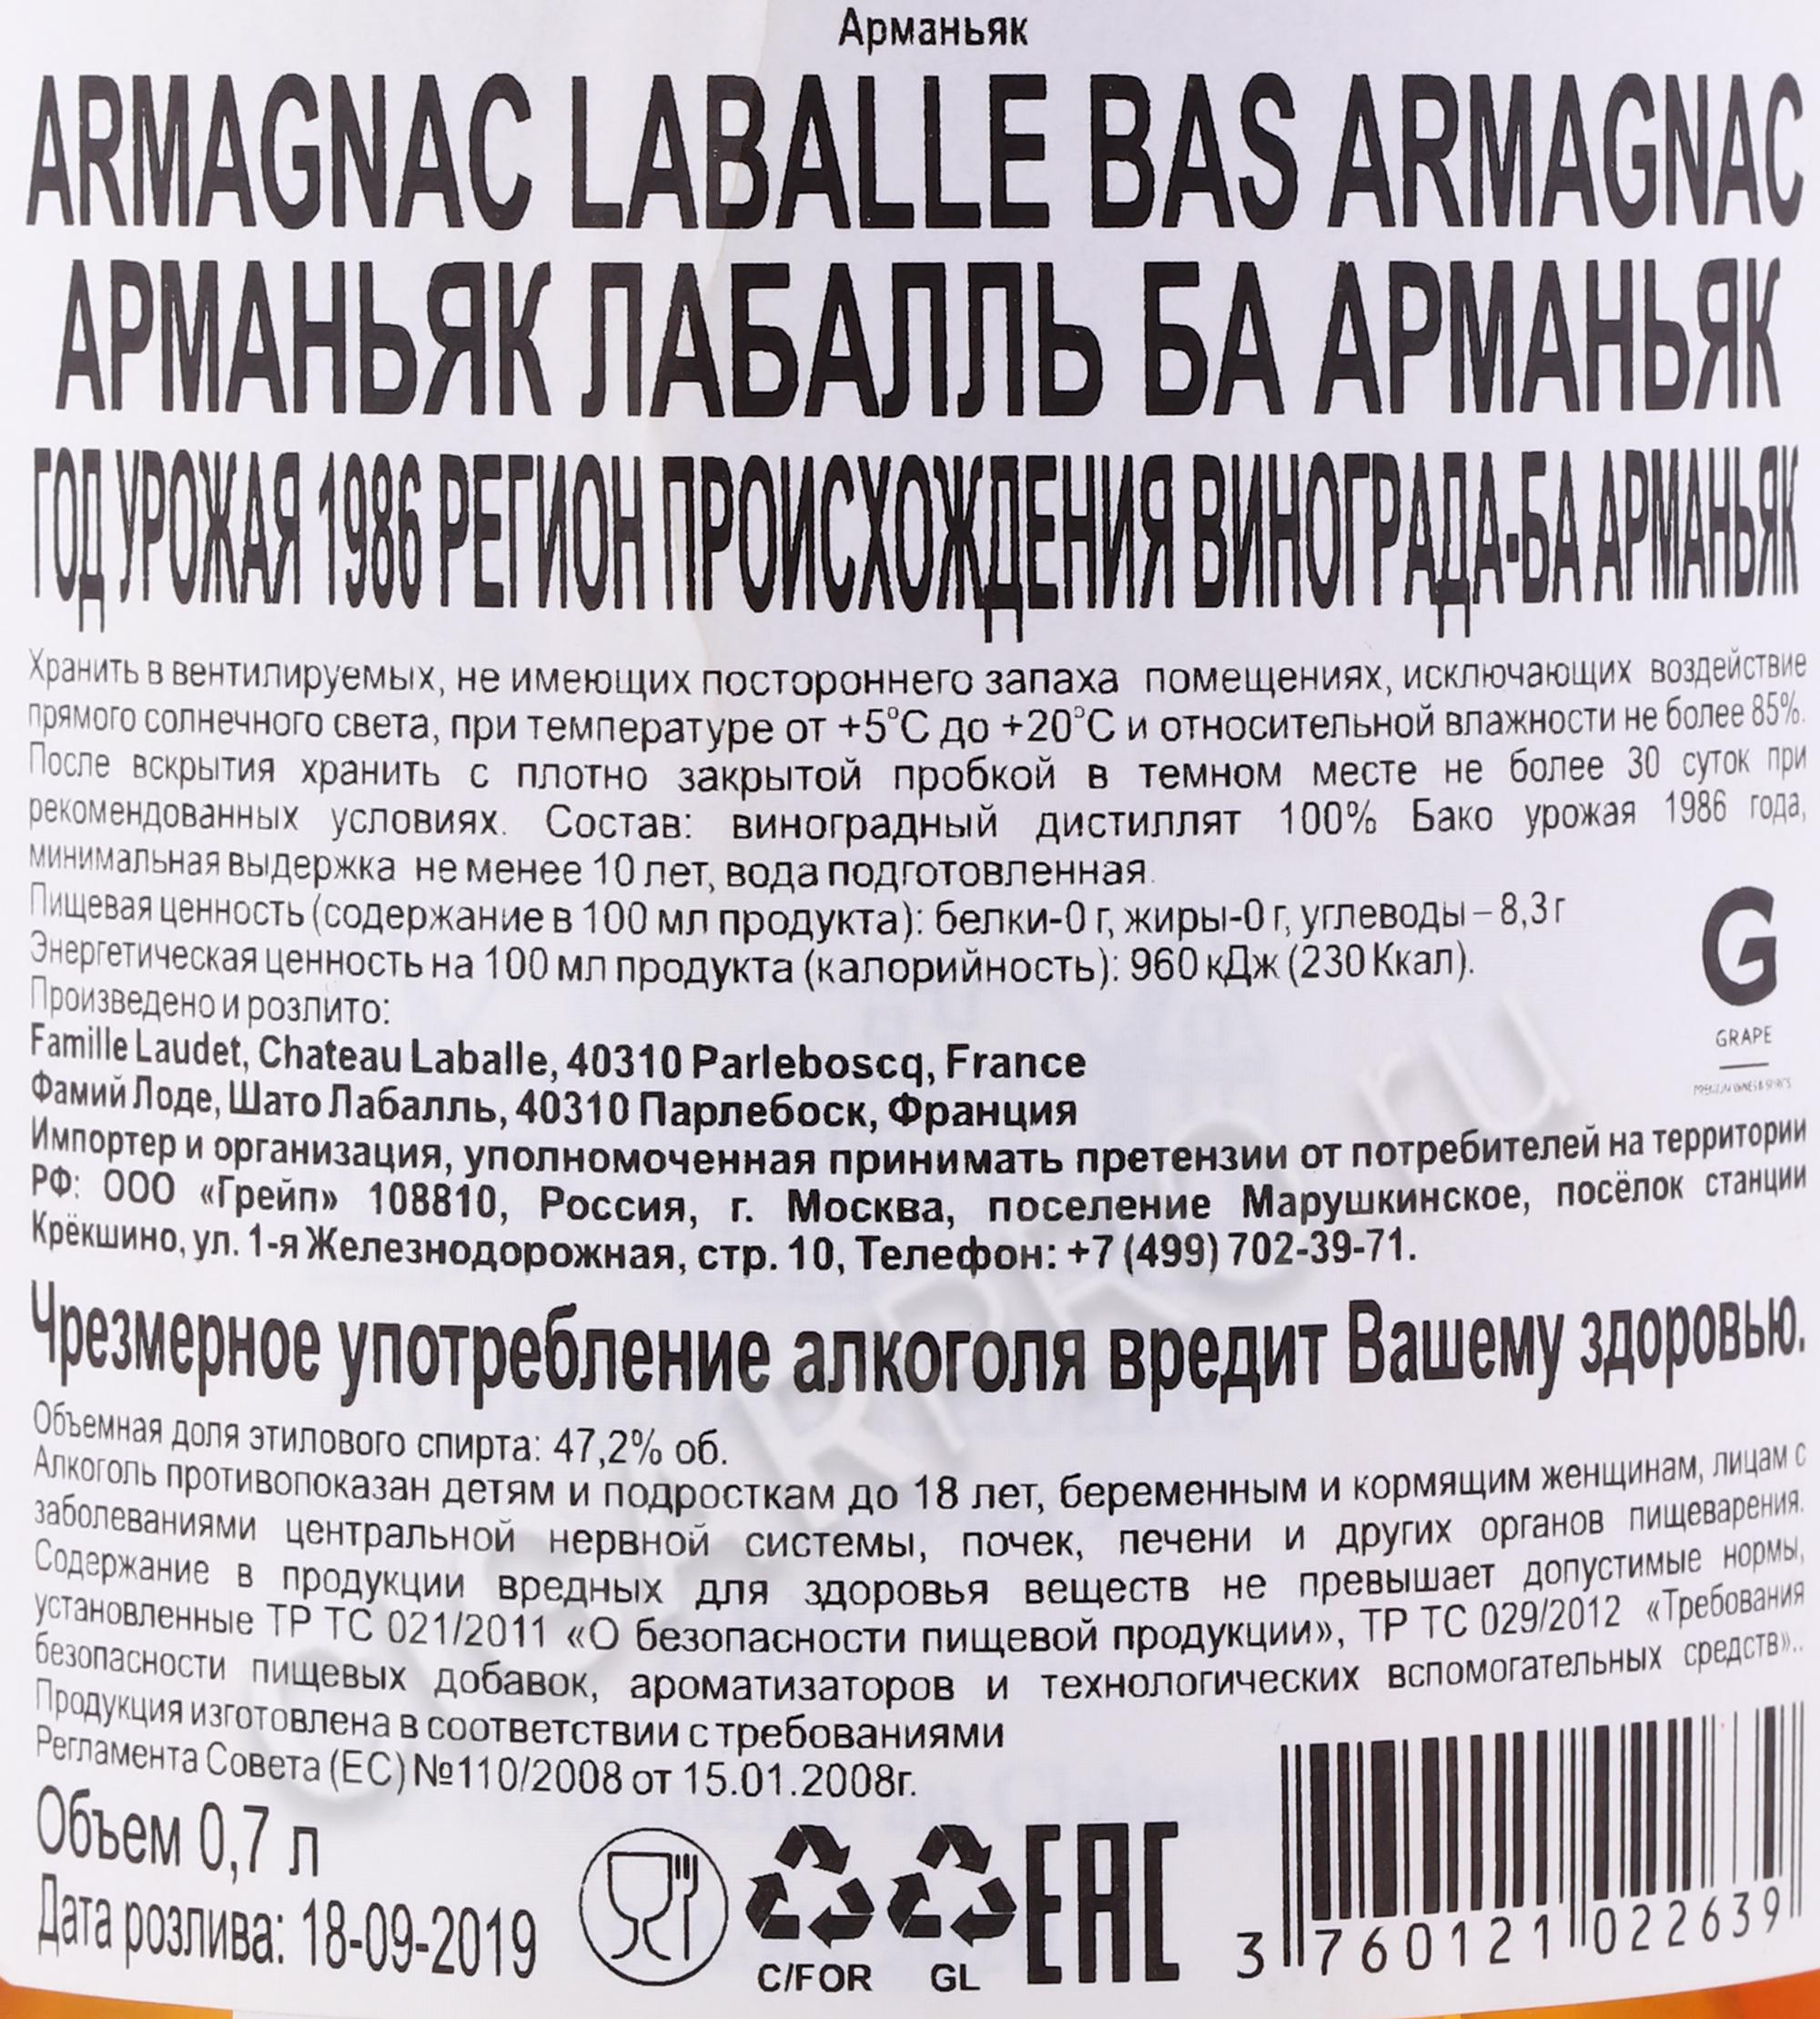 Арманьяк
ARMAGNAC LABALLE BAS ARMAGNAC
АРМАНЬЯК ЛАБАЛЛЬ БА АРМАНЬЯК
ГОД УРОЖАЯ 1986 РЕГИОН ПРОИСХОЖДЕНИЯ ВИНОГРАДА-БА АРМАНЬЯК
Хранить в вентилируемых, не имеющих постороннего запаха помещениях, исключающих воздействие
прямого солнечного света, при температуре от +5°С до +20°С и относительной влажности не более 85%.
После вскрытия хранить с плотно закрытой пробкой в темном месте не более 30 суток при
рекомендованных условиях. Состав: виноградный дистиллят 100% Бако урожая 1986 года,
минимальная выдержка не менее 10 лет, вода подготовленная.
Пищевая ценность (содержание в 100 мл продукта): белки-0 г, жиры-0 г, углеводы – 8,3 г
Энергетическая ценность на 100 мл продукта (калорийность): 960 кДж (230 Ккал).
Произведено и розлито:
Famille Laudet, Chateau Laballe, 40310 Parleboscq, France
Фамий Лоде, Шато Лабалль, 40310 Парлебоск, Франция
G
GRAPE
Импортер и организация, уполномоченная принимать претензии от потребителей на территории
РФ: ООО «Грейп» 108810, Россия, г. Москва, поселение Марушкинское, посёлок станции
Крёкшино, ул. 1-я Железнодорожная, стр. 10, Телефон: +7 (499) 702-39-71.
Чрезмерное употребление алкоголя вредит Вашему здоровью.
Объемная доля этилового спирта: 47,2% об.
Алкоголь противопоказан детям и подросткам до 18 лет, беременным и кормящим женщинам, лицам с
заболеваниями центральной нервной системы, почек, печени и других органов пищеварения.
Содержание в продукции вредных для здоровья веществ не превышает допустимые нормы,
установленные ТР ТС 021/2011 «О безопасности пищевой продукции», ТР ТС 029/2012 «Требования
безопасности пищевых добавок, ароматизаторов и технологических вспомогательных средств»..
Продукция изготовлена в соответствии с требованиями
Регламента Совета (ЕС) №110/2008 от 15.01.2008г.
Объем 0,7 л
Дата розлива: 18-09-2019
C/FOR GL
EAC
3 760121 022639
CIGARPRO.ru